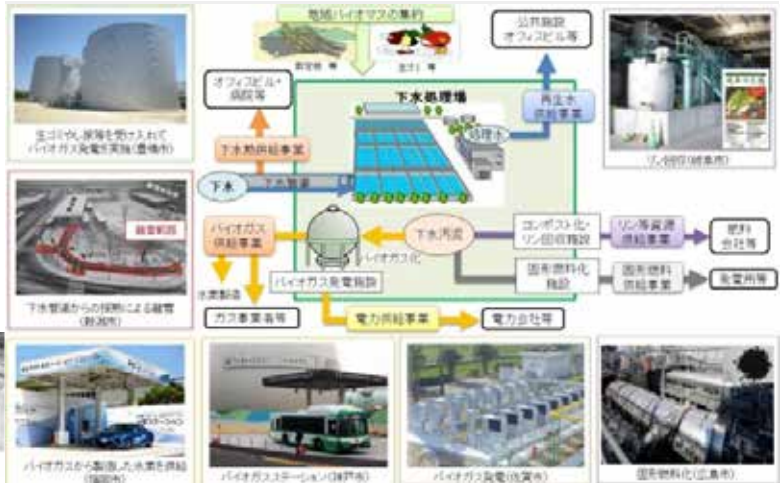 地域バイオマスの集約
剪定枝 等
生ゴミ 等
公共施設
オフィスビル等
オフィスビル・
病院等
下水処理場
再生水
供給事業
処理水
下水熱供給事業
下水
下水管渠
生ゴミやし尿等を受け入れて
バイオガス発電を実施(豊橋市)
リン回収(岐阜市)
下水管渠からの採熱による融雪
(新潟市)
バイオガス
供給事業
バイオガス化
下水汚泥
コンポスト化・
リン回収施設
リン等資源
供給事業
肥料
会社等
固形燃料化
施設
固形燃料
供給事業
発電所等
水素製造
バイオガス発電施設
ガス事業者等
電力供給事業
電力会社等
バイオガスから製造した水素を供給
(福岡市)
バイオガスステーション(神戸市)
バイオガス発電(佐賀市)
固形燃料化(広島市)